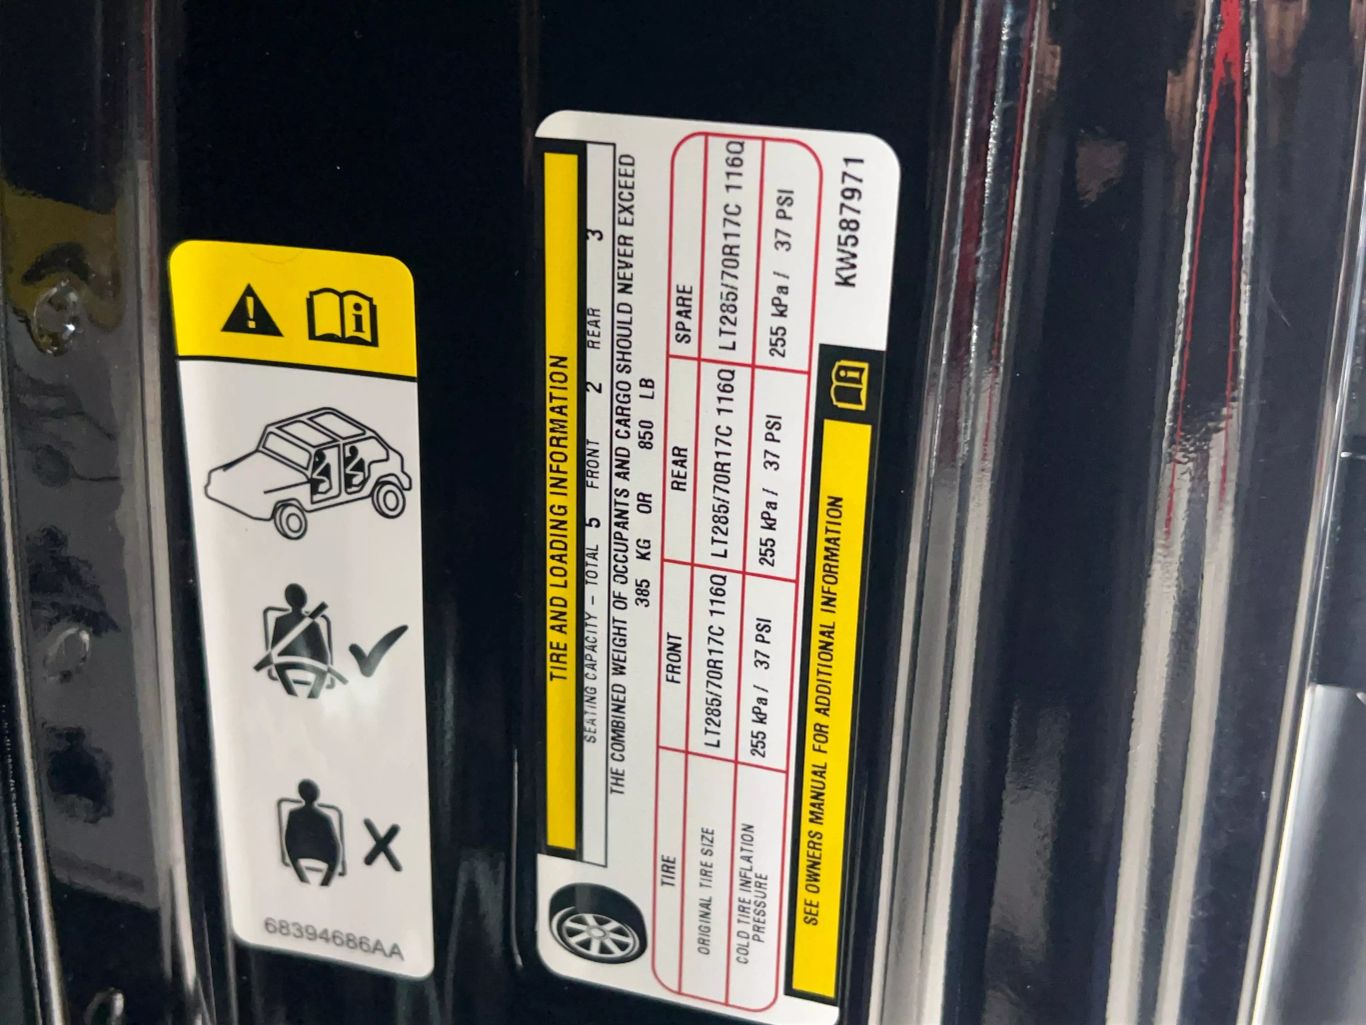 68394686AA
TIRE AND LOADING INFORMATION
SEATING CAPACITY – TOTAL 5 FRONT 2 REAR 3
THE COMBINED WEIGHT OF OCCUPANTS AND CARGO SHOULD NEVER EXCEED
385 KG OR 850 LB
TIRE FRONT REAR SPARE
ORIGINAL TIRE SIZE LT285/70R17C 116Q LT285/70R17C 116Q LT285/70R17C 116Q
COLD TIRE INFLATION
PRESSURE 255 kPa / 37 PSI 255 kPa / 37 PSI 255 kPa / 37 PSI
SEE OWNERS MANUAL FOR ADDITIONAL INFORMATION
KW587971